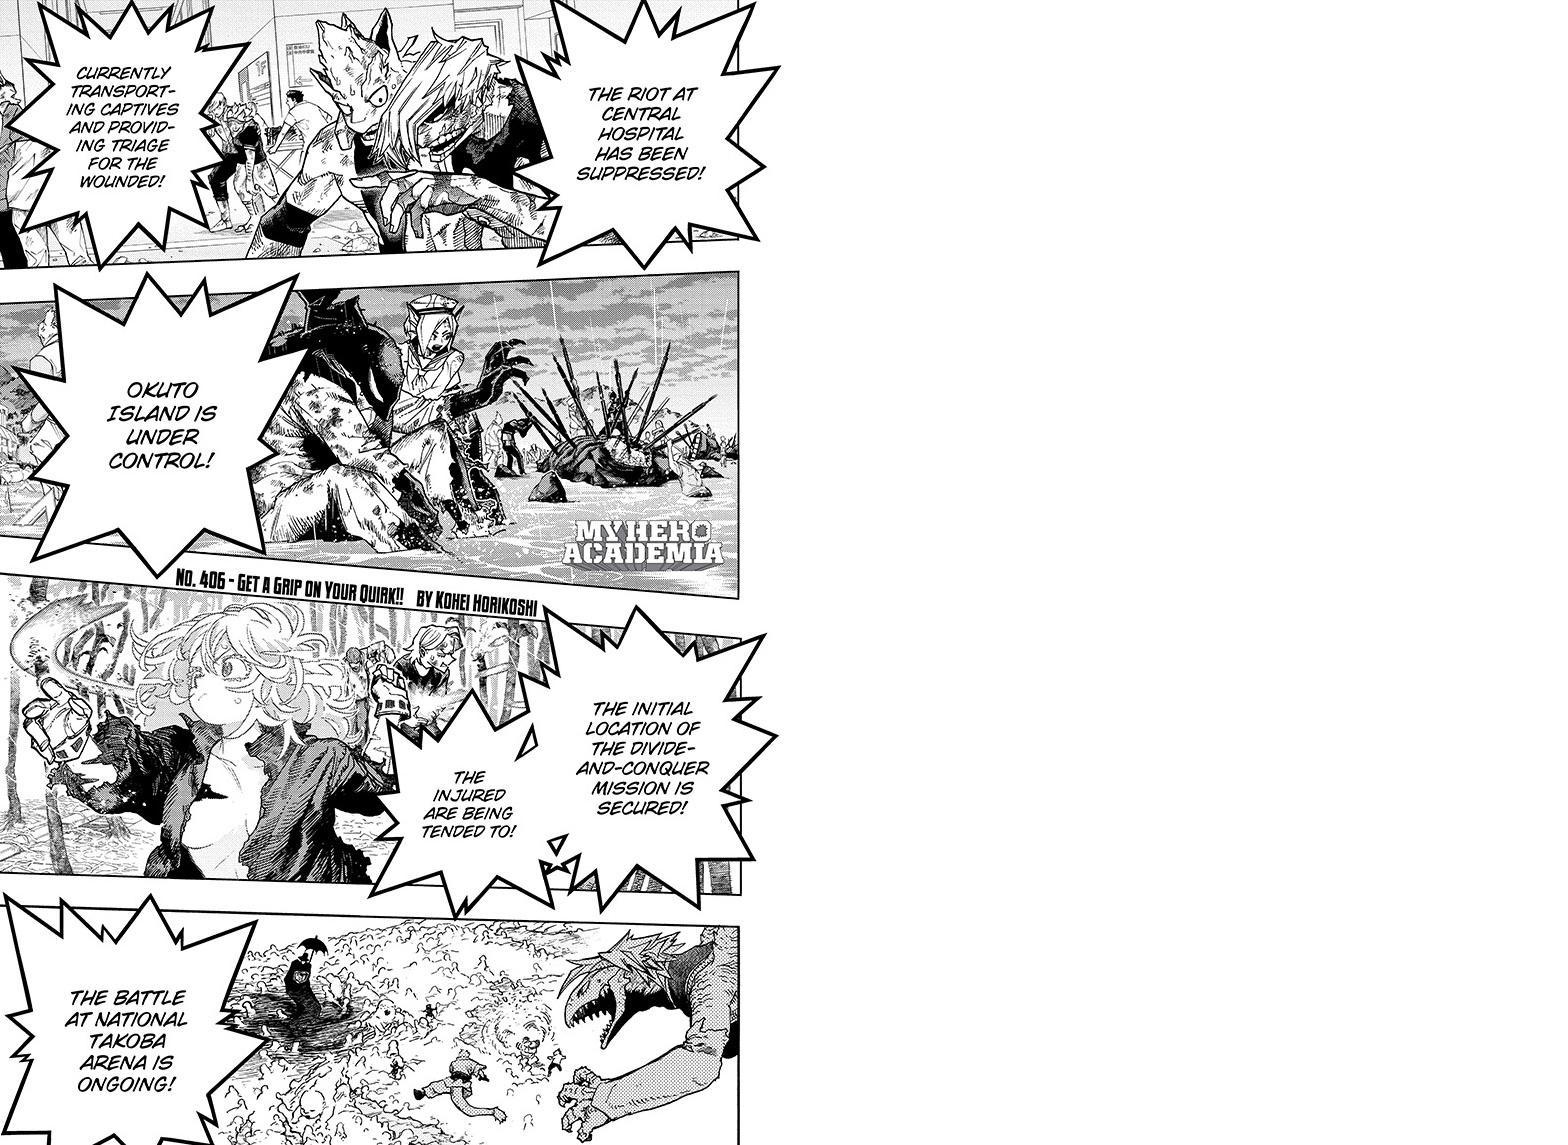 THE RIOT AT
CENTRAL
HOSPITAL
HAS BEEN
SUPPRESSED!
CURRENTLY
TRANSPORT-
ING CAPTIVES
AND PROVID-
ING TRIAGE
FOR THE
WOUNDED!
OKUTO
ISLAND IS
UNDER
CONTROL!
MY HERO
ACADEMIA
No. 406 - GET A GRIP ON YOUR QUIRK!! BY KOHEI HORIKOSHI
THE INITIAL
LOCATION OF
THE DIVIDE-
AND-CONQUER
MISSION IS
SECURED!
THE
INJURED
ARE BEING
TENDED TO!
THE BATTLE
AT NATIONAL
TAKOBA
ARENA IS
ONGOING!